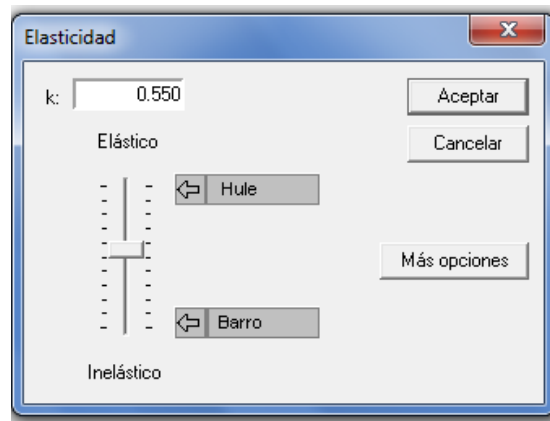 Elasticidad
k: 0.550
Aceptar
Elástico
Cancelar
Hule
Más opciones
Barro
Inelástico